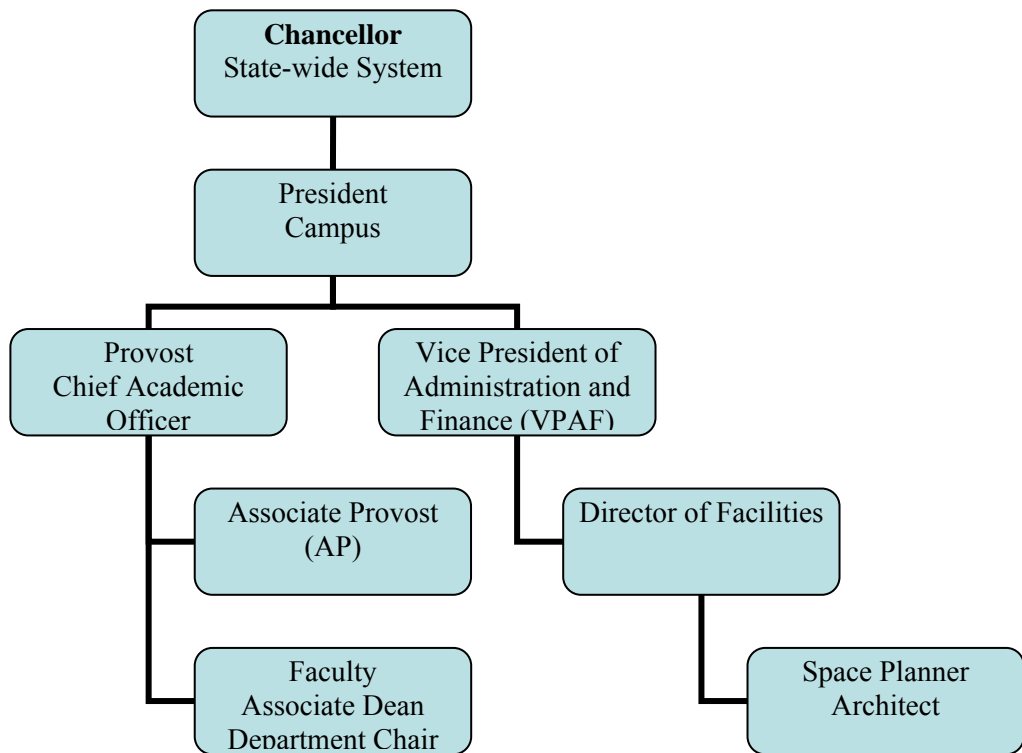 Chancellor
State-wide System
President
Campus
Provost
Chief Academic
Officer
Vice President of
Administration and
Finance (VPAF)
Associate Provost
(AP)
Director of Facilities
Faculty
Associate Dean
Department Chair
Space Planner
Architect